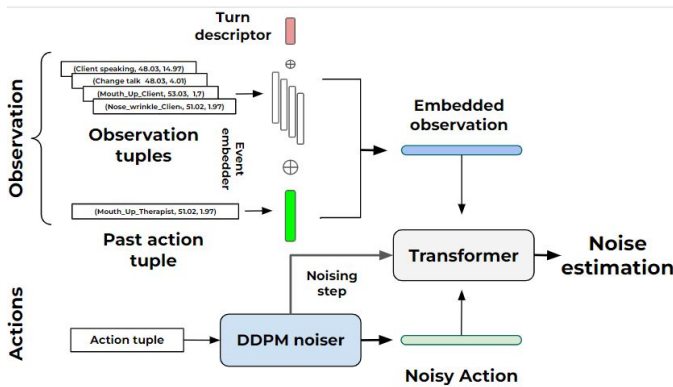 Turn
descriptor
(Client speaking, 48.03, 14.97)
(Change talk 48.03, 4.01)
(Mouth_Up_Client, 53.03, 1,7)
(Nose_wrinkle_Client, 51.02, 1.97)
Observation
Observation
tuples
Event
embedder
Embedded
observation
(Mouth_Up_Therapist, 51.02, 1.97)
Past action
tuple
Noising
step
Transformer
Noise
estimation
Actions
Action tuple
DDPM noiser
Noisy Action